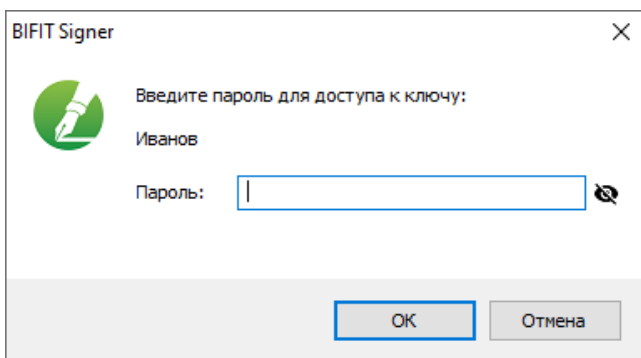 BIFIT Signer
Введите пароль для доступа к ключу:
Иванов
Пароль:
OK
Отмена